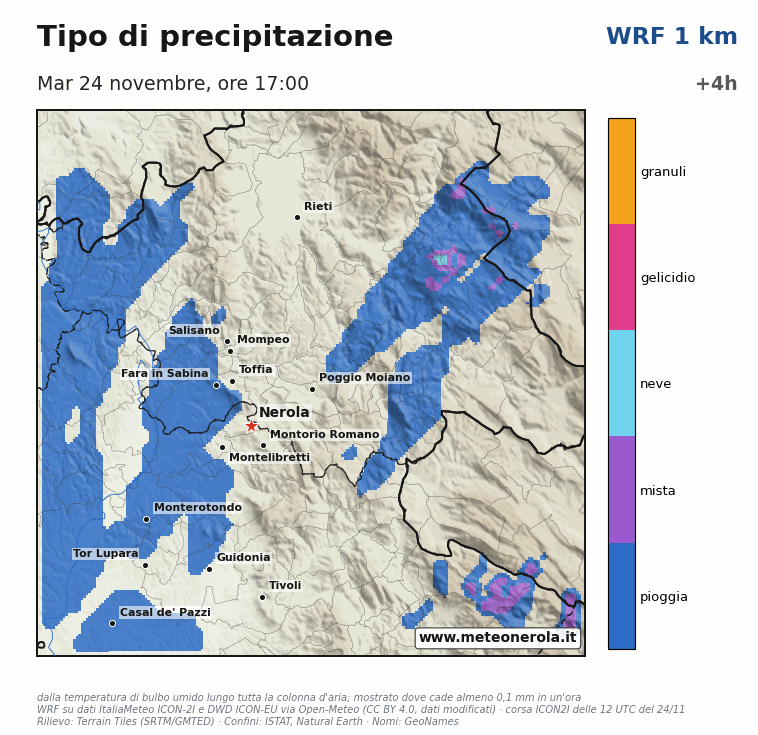 Tipo di precipitazione
WRF 1 km
Mar 24 novembre, ore 17:00
+4h
granuli
gelicidio
neve
mista
pioggia
Rieti
Salisano
Mompeo
Fara in Sabina
Toffia
Poggio Moiano
Nerola
Montorio Romano
Montelibretti
Monterotondo
Tor Lupara
Guidonia
Tivoli
Casal de' Pazzi
www.meteonerola.it
dalla temperatura di bulbo umido lungo tutta la colonna d'aria; mostrato dove cade almeno 0,1 mm in un'ora
WRF su dati ItaliaMeteo ICON-2I e DWD ICON-EU via Open-Meteo (CC BY 4.0, dati modificati) · corsa ICON2I delle 12 UTC del 24/11
Rilievo: Terrain Tiles (SRTM/GMTED) · Confini: ISTAT, Natural Earth · Nomi: GeoNames